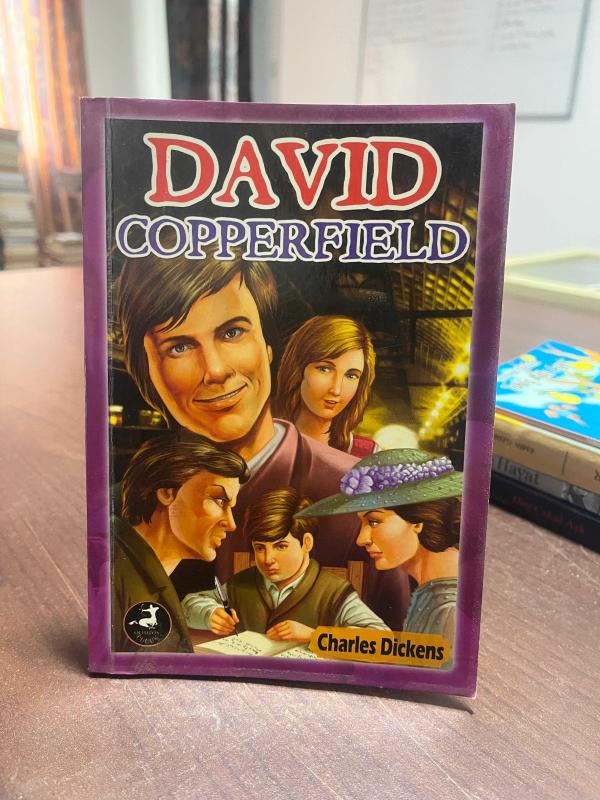 DAVID
COPPERFIELD
Charles Dickens
Hayat